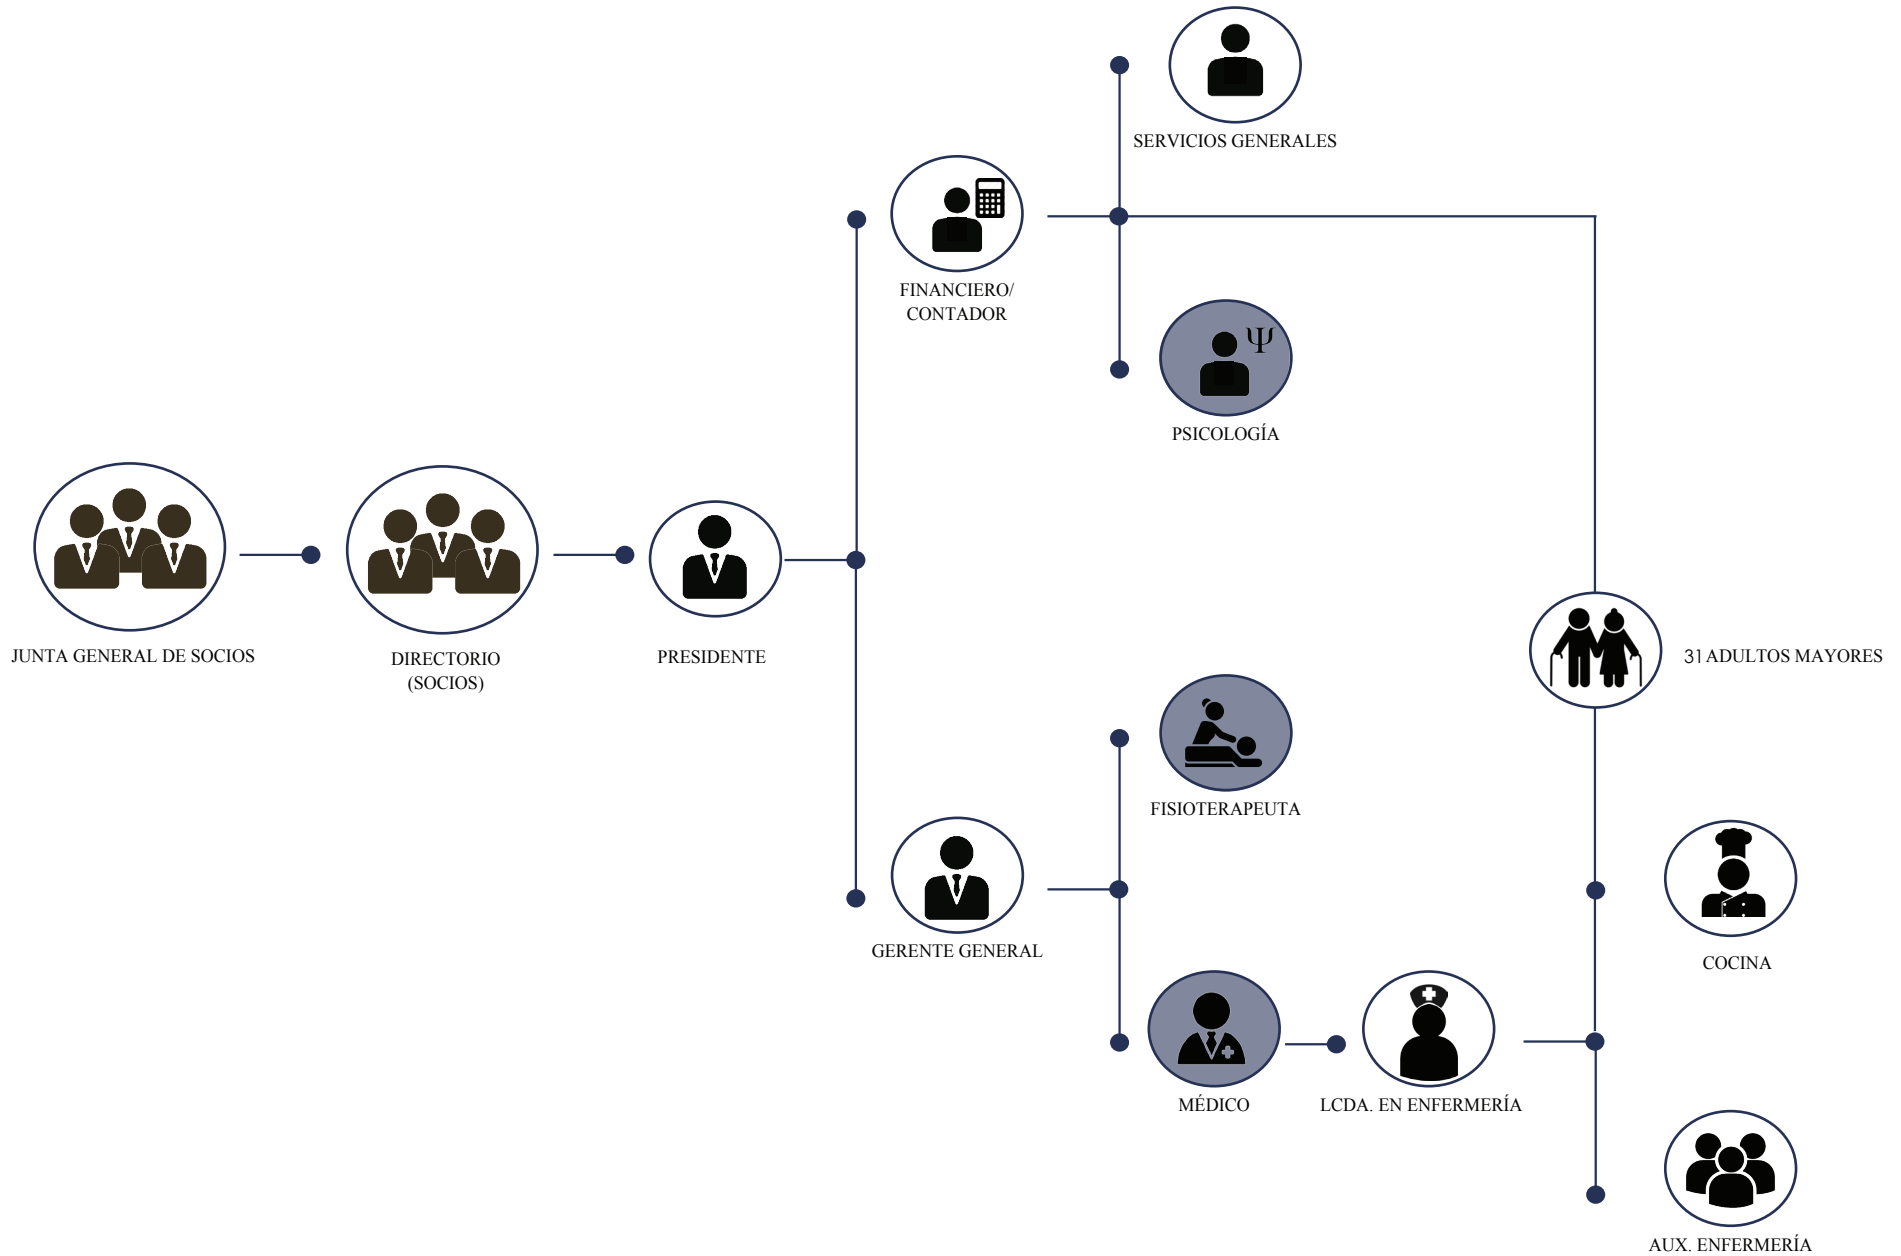 SERVICIOS GENERALES
FINANCIERO/
CONTADOR
PSICOLOGÍA
JUNTA GENERAL DE SOCIOS
DIRECTORIO
(SOCIOS)
PRESIDENTE
31 ADULTOS MAYORES
FISIOTERAPEUTA
GERENTE GENERAL
COCINA
MÉDICO
LCDA. EN ENFERMERÍA
AUX. ENFERMERÍA